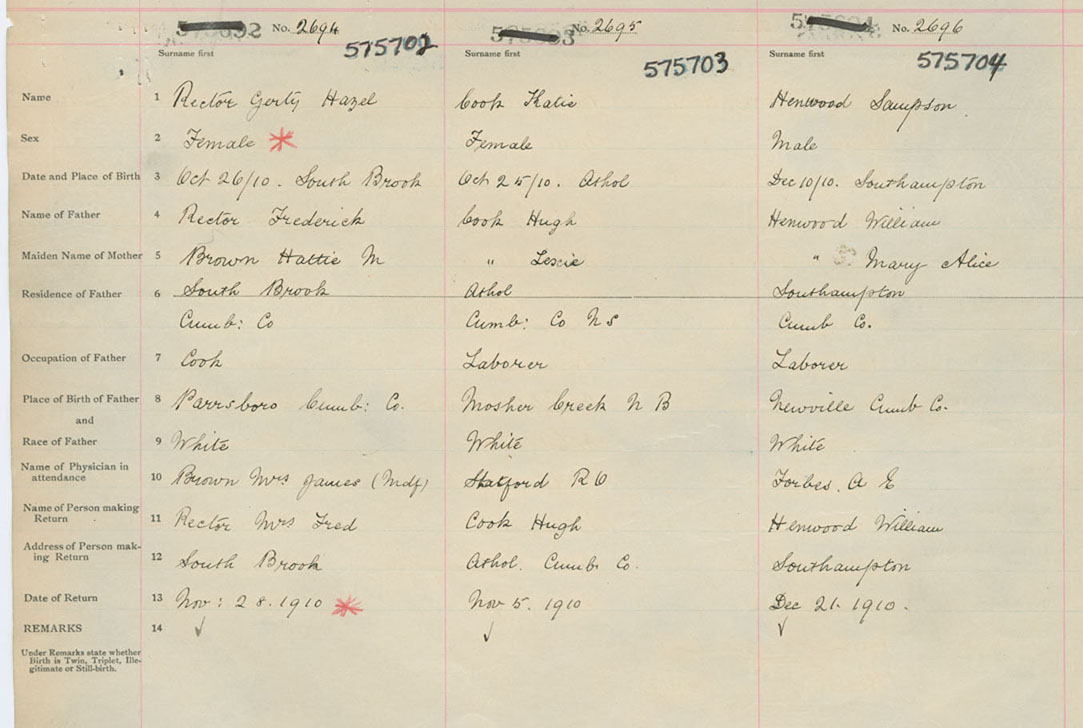 No. 2694 No. 2695 No. 2696
Surname first 575702 Surname first 575703 Surname first 575704
Name 1 Rector Gerty Hazel Cook Katie Henwood Sampson
Sex 2 Female Female Male
Date and Place of Birth 3 Oct 26/10. South Brook Oct 25/10. Athol Dec 10/10. Southampton
Name of Father 4 Rector Frederick Cook Hugh Henwood William
Maiden Name of Mother 5 Brown Hattie M " " Mary Alice
Residence of Father 6 South Brook Athol Southampton
Cumb: Co Cumb: Co N S Cumb Co.
Occupation of Father 7 Cook Laborer Laborer
Place of Birth of Father 8 Parrsboro Cumb: Co. Mosher Creek N B Newville Cumb Co.
and
Race of Father 9 White White White
Name of Physician in
attendance 10 Brown Mrs James (Mdf) R Forbes. A E
Name of Person making
Return 11 Rector Mrs Fred Cook Hugh Henwood William
Address of Person mak-
ing Return 12 South Brook Athol. Cumb. Co. Southampton
Date of Return 13 Nov: 28. 1910 Nov 5. 1910 Dec 21. 1910.
REMARKS 14
Under Remarks state whether
Birth is Twin, Triplet, Ille-
gitimate or Still-birth.